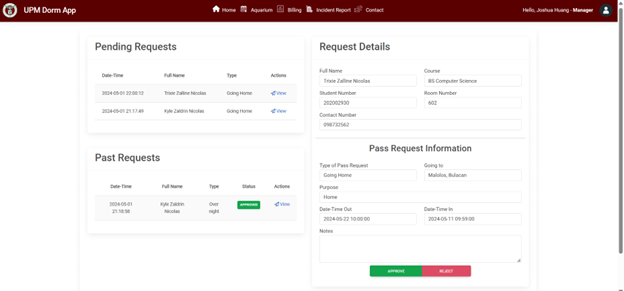 UPM Dorm App
Home Aquarium Billing Incident Report Contact
Hello, Joshua Huang - Manager
Pending Requests
Date-Time Full Name Type Actions
2024-05-01 22:00:12 Trisie Zalline Nicolas Going Home View
2024-05-01 21:17:49 Kyle Zaldrin Nicolas Going Home View
Past Requests
Date-Time Full Name Type Status Actions
2024-05-01 21:18:58 Kyle Zaldrin Nicolas Over night APPROVED View
Request Details
Full Name Course
Trixie Zalline Nicolas BS Computer Science
Student Number Room Number
202002930 602
Contact Number
098732562
Pass Request Information
Type of Pass Request Going to
Going Home Malolos, Bulacan
Purpose
Home
Date-Time Out Date-Time In
2024-05-22 10:00:00 2024-06-11 09:59:00
Notes
APPROVE REJECT